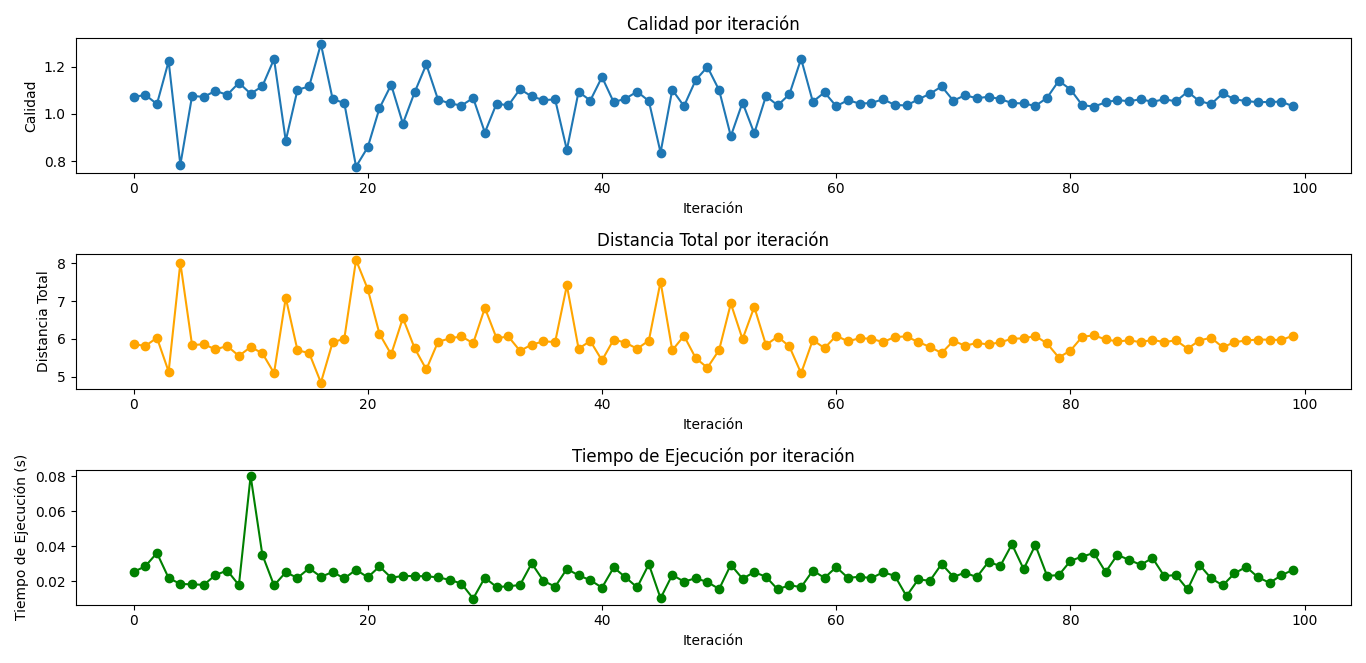 Calidad por iteración
Calidad
1.2
1.0
0.8
0 20 40 60 80 100
Iteración
Distancia Total por iteración
Distancia Total
8
7
6
5
0 20 40 60 80 100
Iteración
Tiempo de Ejecución por iteración
Tiempo de Ejecución (s)
0.08
0.06
0.04
0.02
0 20 40 60 80 100
Iteración